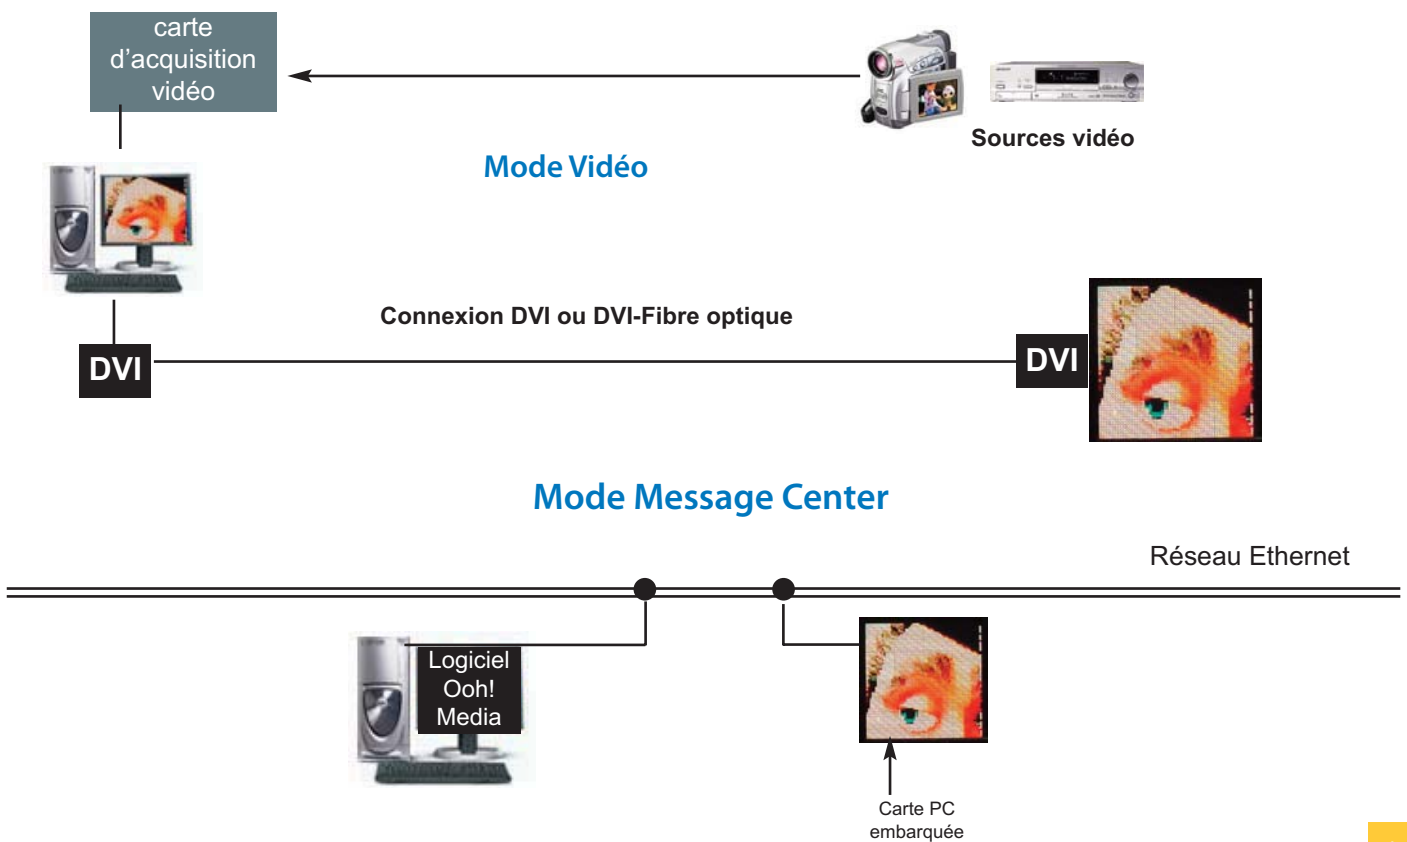 carte
d’acquisition
vidéo
Sources vidéo
Mode Vidéo
Connexion DVI ou DVI-Fibre optique
DVI
DVI
Mode Message Center
Réseau Ethernet
Logiciel
Ooh!
Media
Carte PC
embarquée